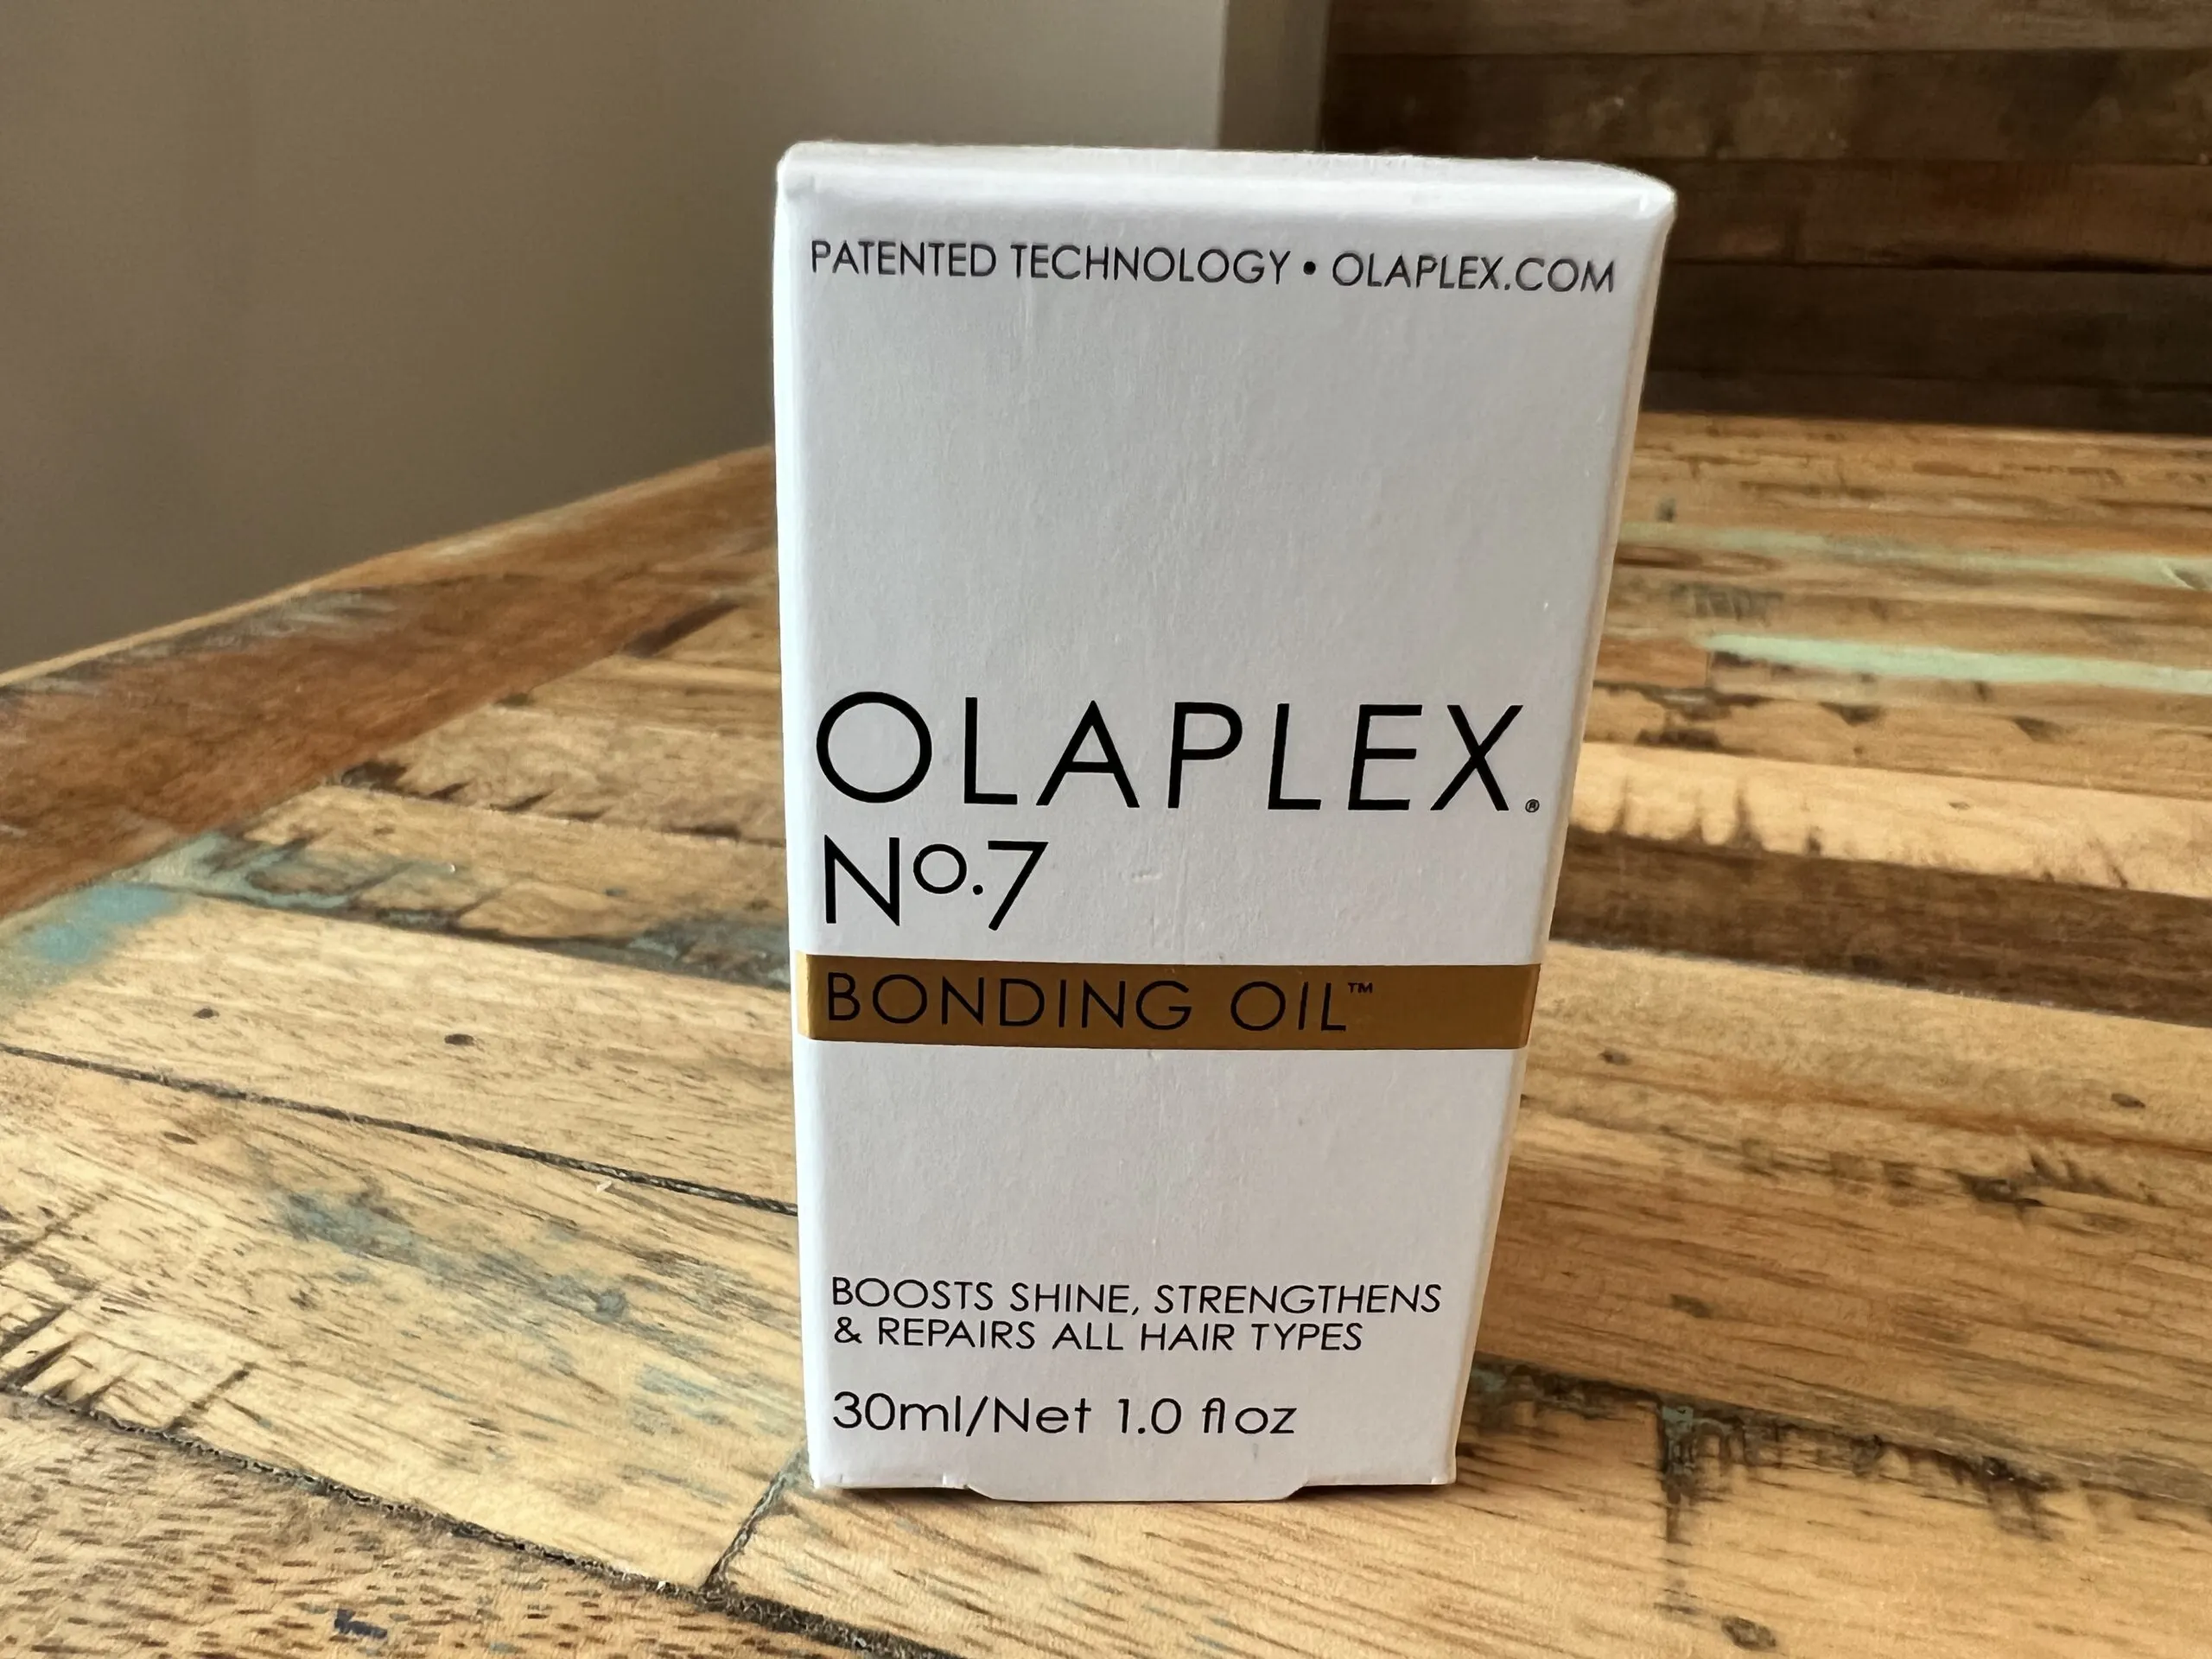 PATENTED TECHNOLOGY • OLAPLEX.COM
OLAPLEX®
Nº.7
BONDING OIL™
BOOSTS SHINE, STRENGTHENS
& REPAIRS ALL HAIR TYPES
30ml/Net 1.0 fl oz